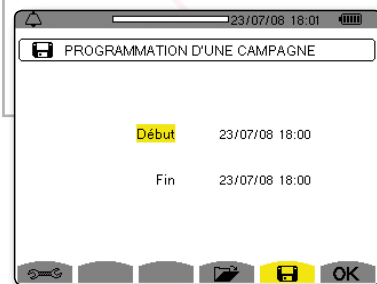 23/07/08 18:01
PROGRAMMATION D'UNE CAMPAGNE
Début 23/07/08 18:00
Fin 23/07/08 18:00
OK